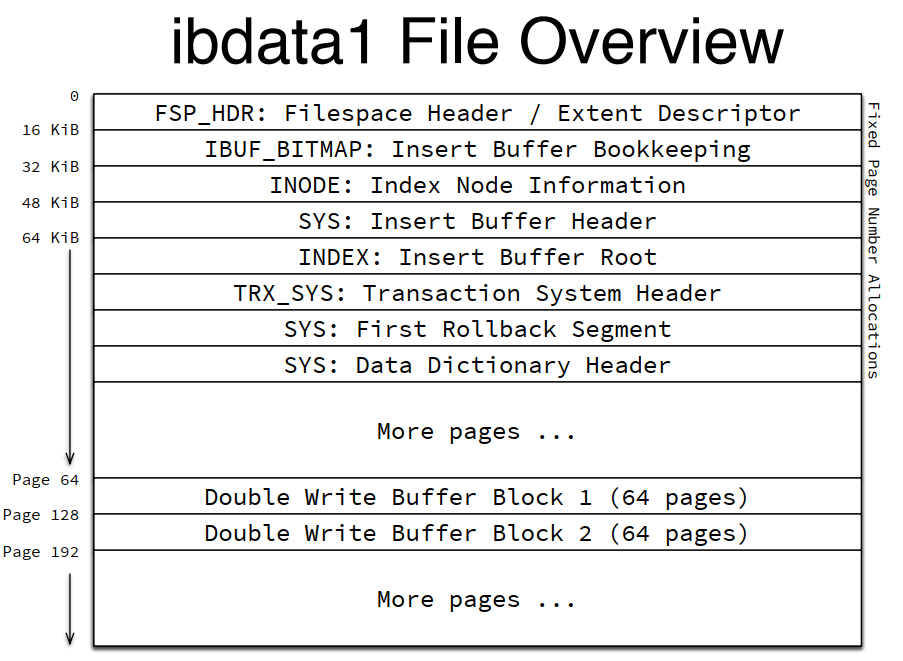 ibdata1 File Overview
0
FSP_HDR: Filespace Header / Extent Descriptor
16 KiB
IBUF_BITMAP: Insert Buffer Bookkeeping
32 KiB
INODE: Index Node Information
48 KiB
SYS: Insert Buffer Header
64 KiB
INDEX: Insert Buffer Root
TRX_SYS: Transaction System Header
SYS: First Rollback Segment
SYS: Data Dictionary Header
Fixed Page Number Allocations
More pages ...
Page 64
Double Write Buffer Block 1 (64 pages)
Page 128
Double Write Buffer Block 2 (64 pages)
Page 192
More pages ...